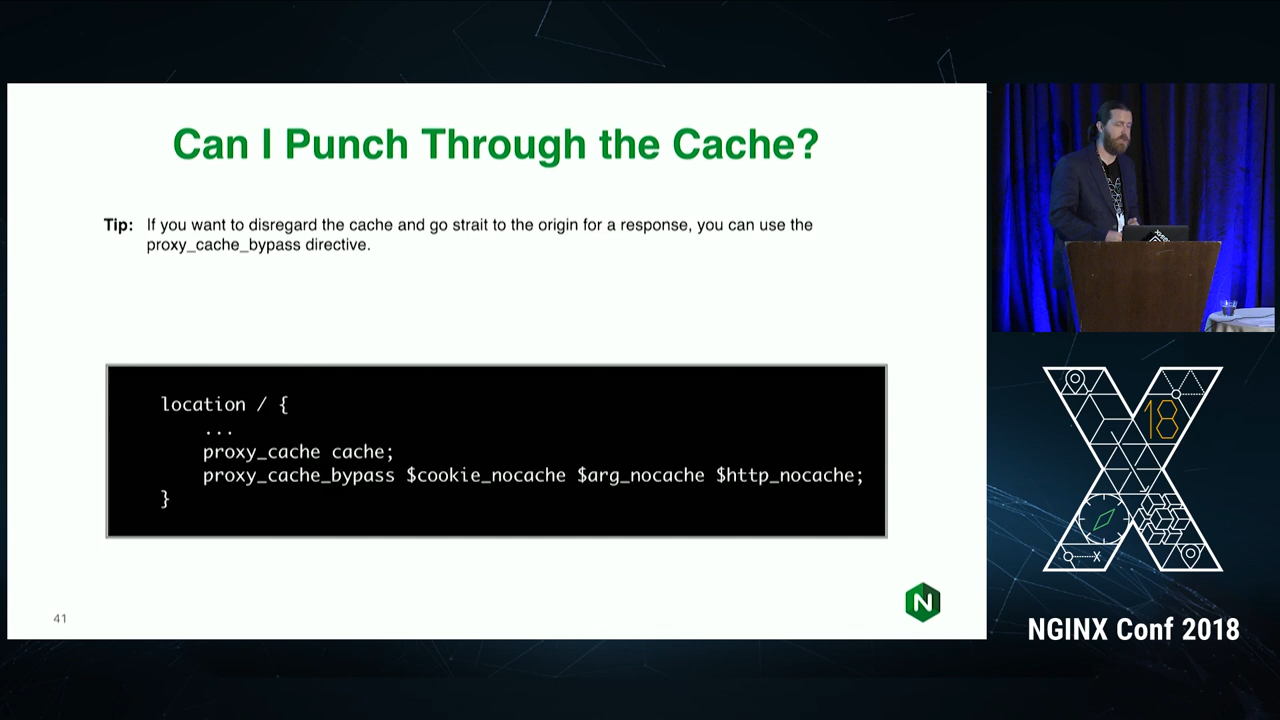 Can I Punch Through the Cache?
Tip: If you want to disregard the cache and go strait to the origin for a response, you can use the
proxy_cache_bypass directive.
location / {
...
proxy_cache cache;
proxy_cache_bypass $cookie_nocache $arg_nocache $http_nocache;
}
41
N
18
X
NGINX Conf 2018